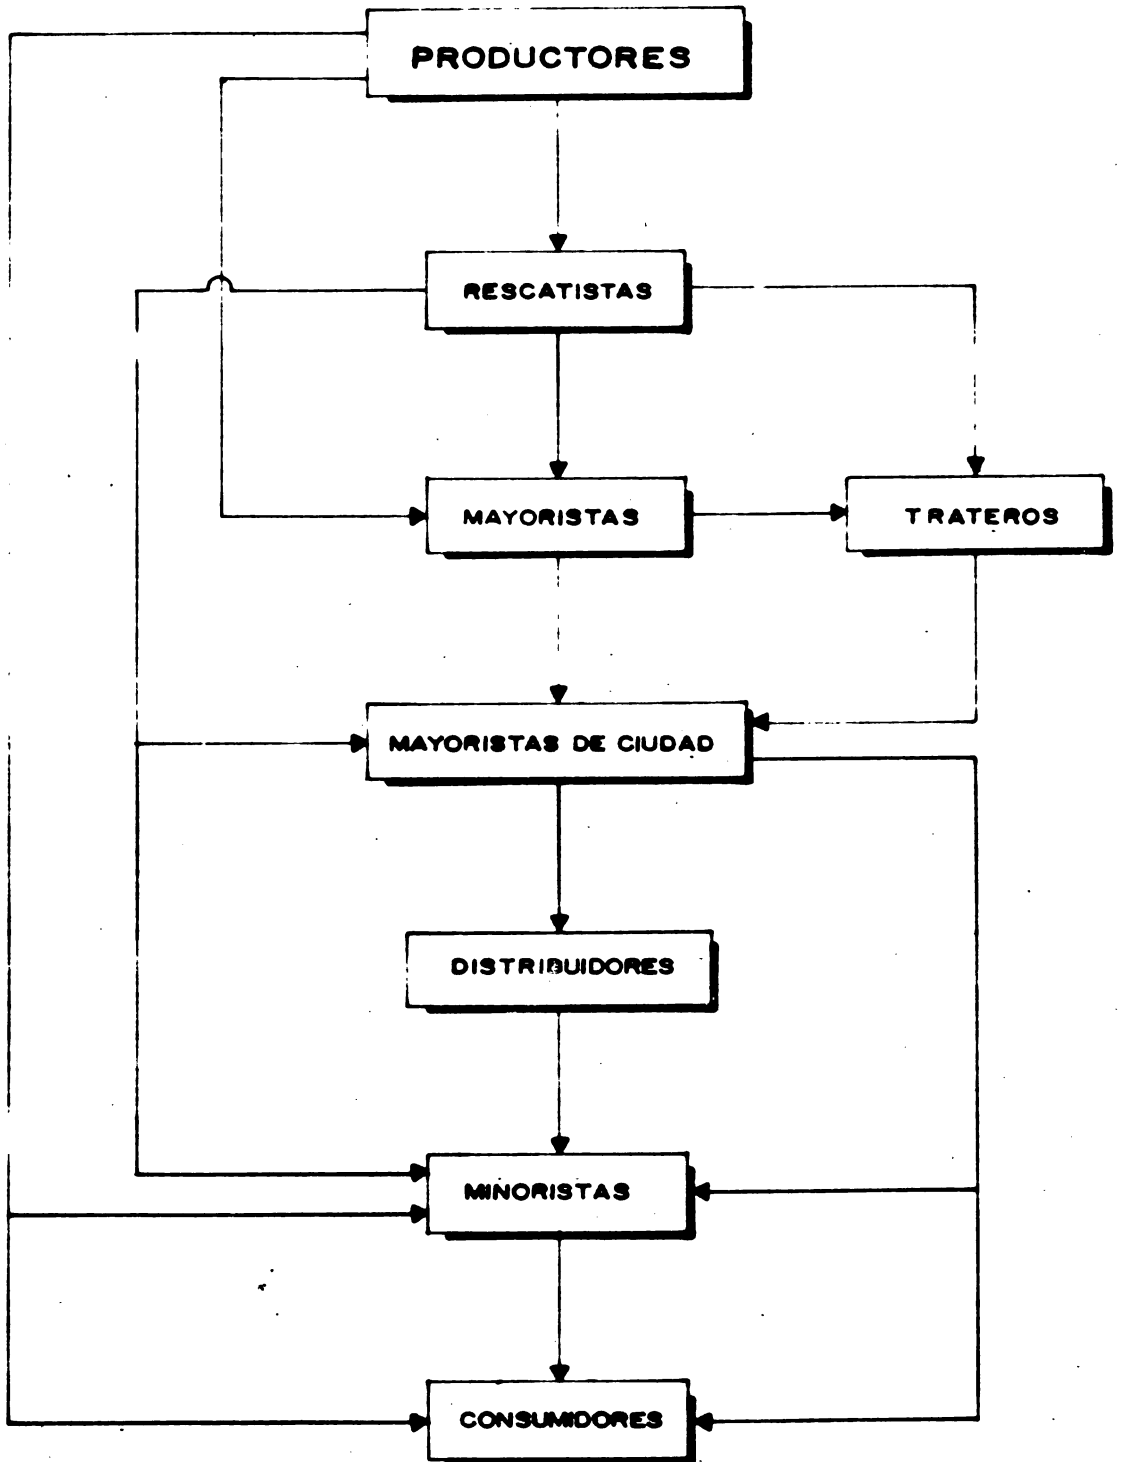 PRODUCTORES
RESCATISTAS
MAYORISTAS
TRATEROS
MAYORISTAS DE CIUDAD
DISTRIBUIDORES
MINORISTAS
CONSUMIDORES